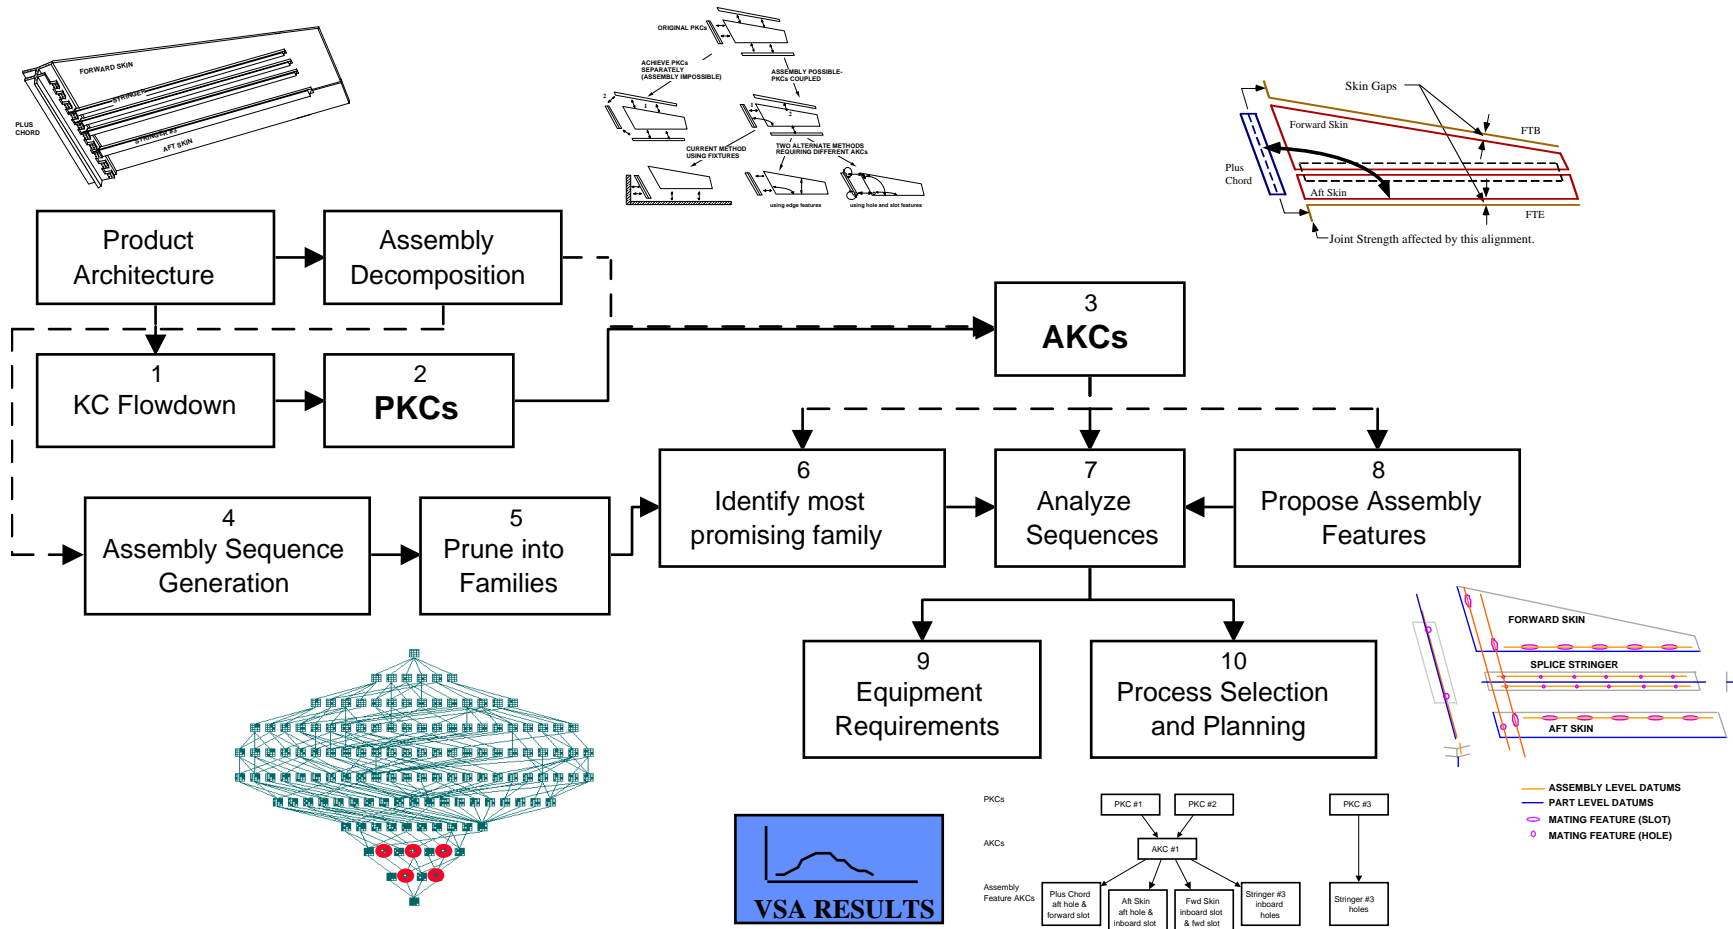 FORWARD SKIN
STRINGER
STRINGER #3
AFT SKIN
PLUS
CHORD
ORIGINAL PKCs
ACHIEVE PKCs
SEPARATELY
(ASSEMBLY IMPOSSIBLE)
ASSEMBLY POSSIBLE-
PKCs COUPLED
2
1
1
2
CURRENT METHOD
USING FIXTURES
TWO ALTERNATE METHODS
REQUIRING DIFFERENT AKCs
using edge features
using hole and slot features
Skin Gaps
Forward Skin
FTB
Plus
Chord
Aft Skin
FTE
Joint Strength affected by this alignment.
Product
Architecture
Assembly
Decomposition
1
KC Flowdown
2
PKCs
3
AKCs
4
Assembly Sequence
Generation
5
Prune into
Families
6
Identify most
promising family
7
Analyze
Sequences
8
Propose Assembly
Features
9
Equipment
Requirements
10
Process Selection
and Planning
FORWARD SKIN
SPLICE STRINGER
AFT SKIN
ASSEMBLY LEVEL DATUMS
PART LEVEL DATUMS
MATING FEATURE (SLOT)
MATING FEATURE (HOLE)
VSA RESULTS
PKCs
PKC #1
PKC #2
PKC #3
AKCs
AKC #1
Assembly
Feature AKCs
Plus Chord
aft hole &
forward slot
Aft Skin
aft hole &
inboard slot
Fwd Skin
inboard slot
& fwd slot
Stringer #3
inboard
holes
Stringer #3
holes